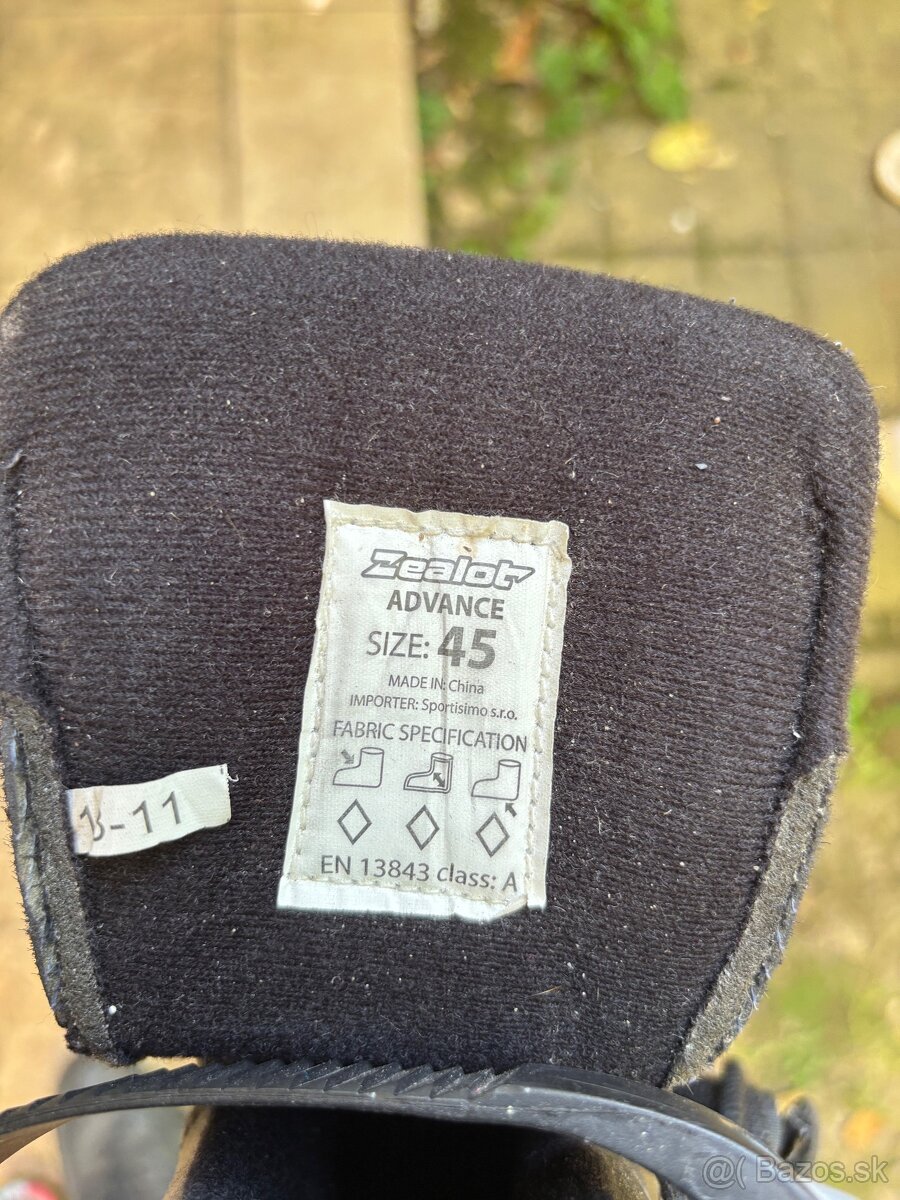 Zealot
ADVANCE
SIZE: 45
MADE IN: China
IMPORTER: Sportisimo s.r.o.
FABRIC SPECIFICATION
EN 13843 class: A
-11
@( Bazos.sk